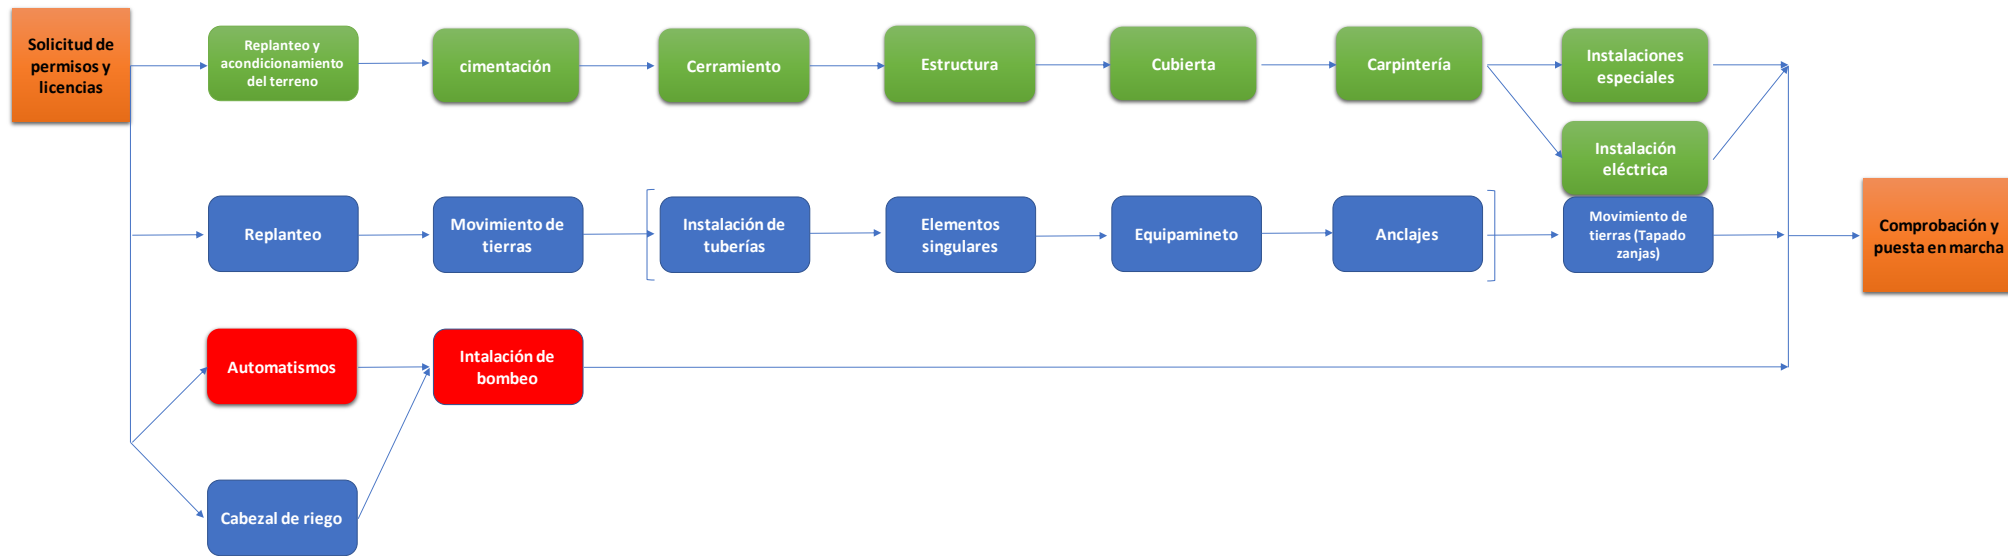 Solicitud de
permisos y
licencias
Replanteo y
acondicionamiento
del terreno
cimentación
Cerramiento
Estructura
Cubierta
Carpintería
Instalaciones
especiales
Instalación
eléctrica
Replanteo
Movimiento de
tierras
Instalación de
tuberías
Elementos
singulares
Equipamineto
Anclajes
Movimiento de
tierras (Tapado
zanjas)
Comprobación y
puesta en marcha
Automatismos
Intalación de
bombeo
Cabezal de riego